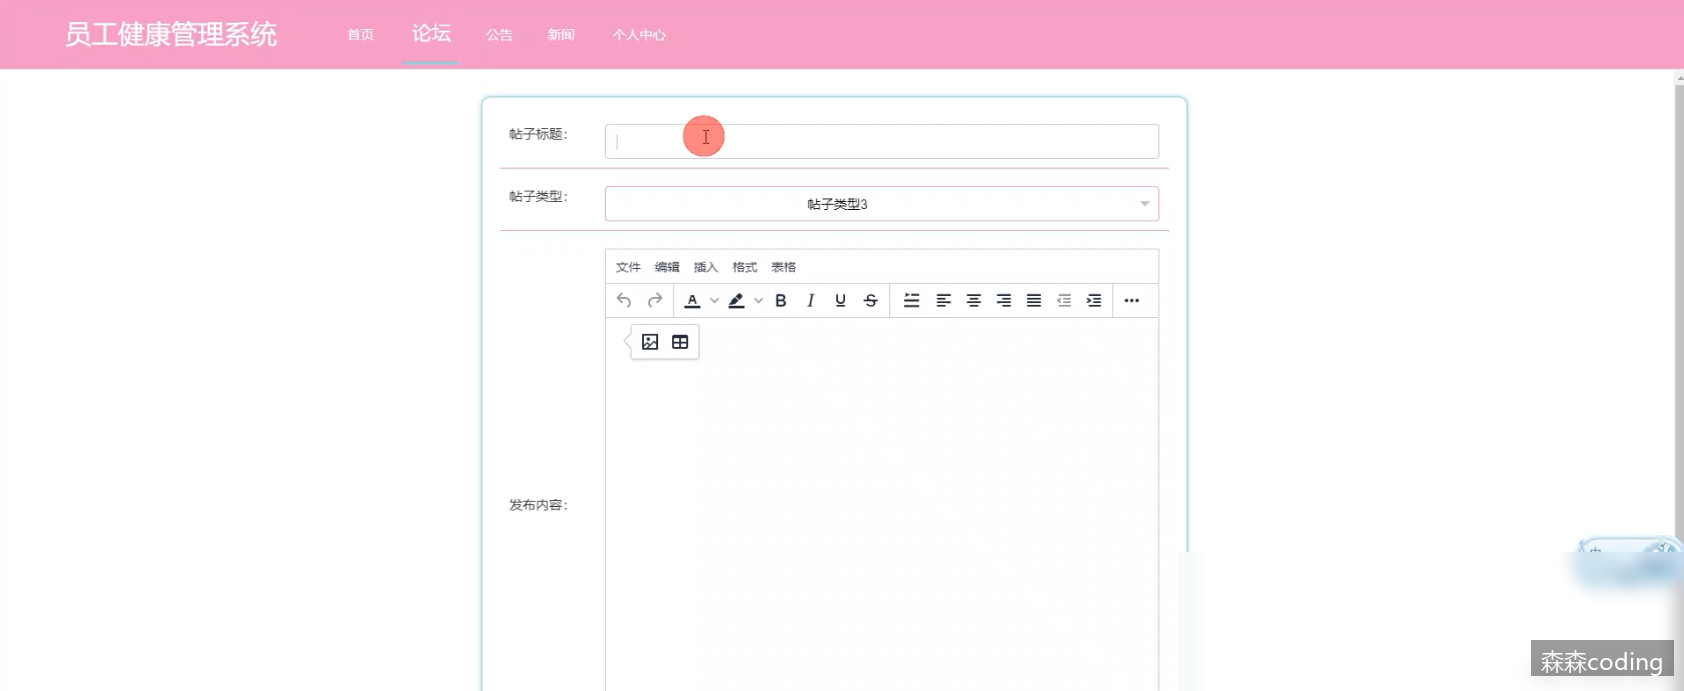 员工健康管理系统 首页 论坛 公告 新闻 个人中心
帖子标题:
帖子类型: 帖子类型3
文件 编辑 插入 格式 表格
A B I U S
发布内容:
森森coding